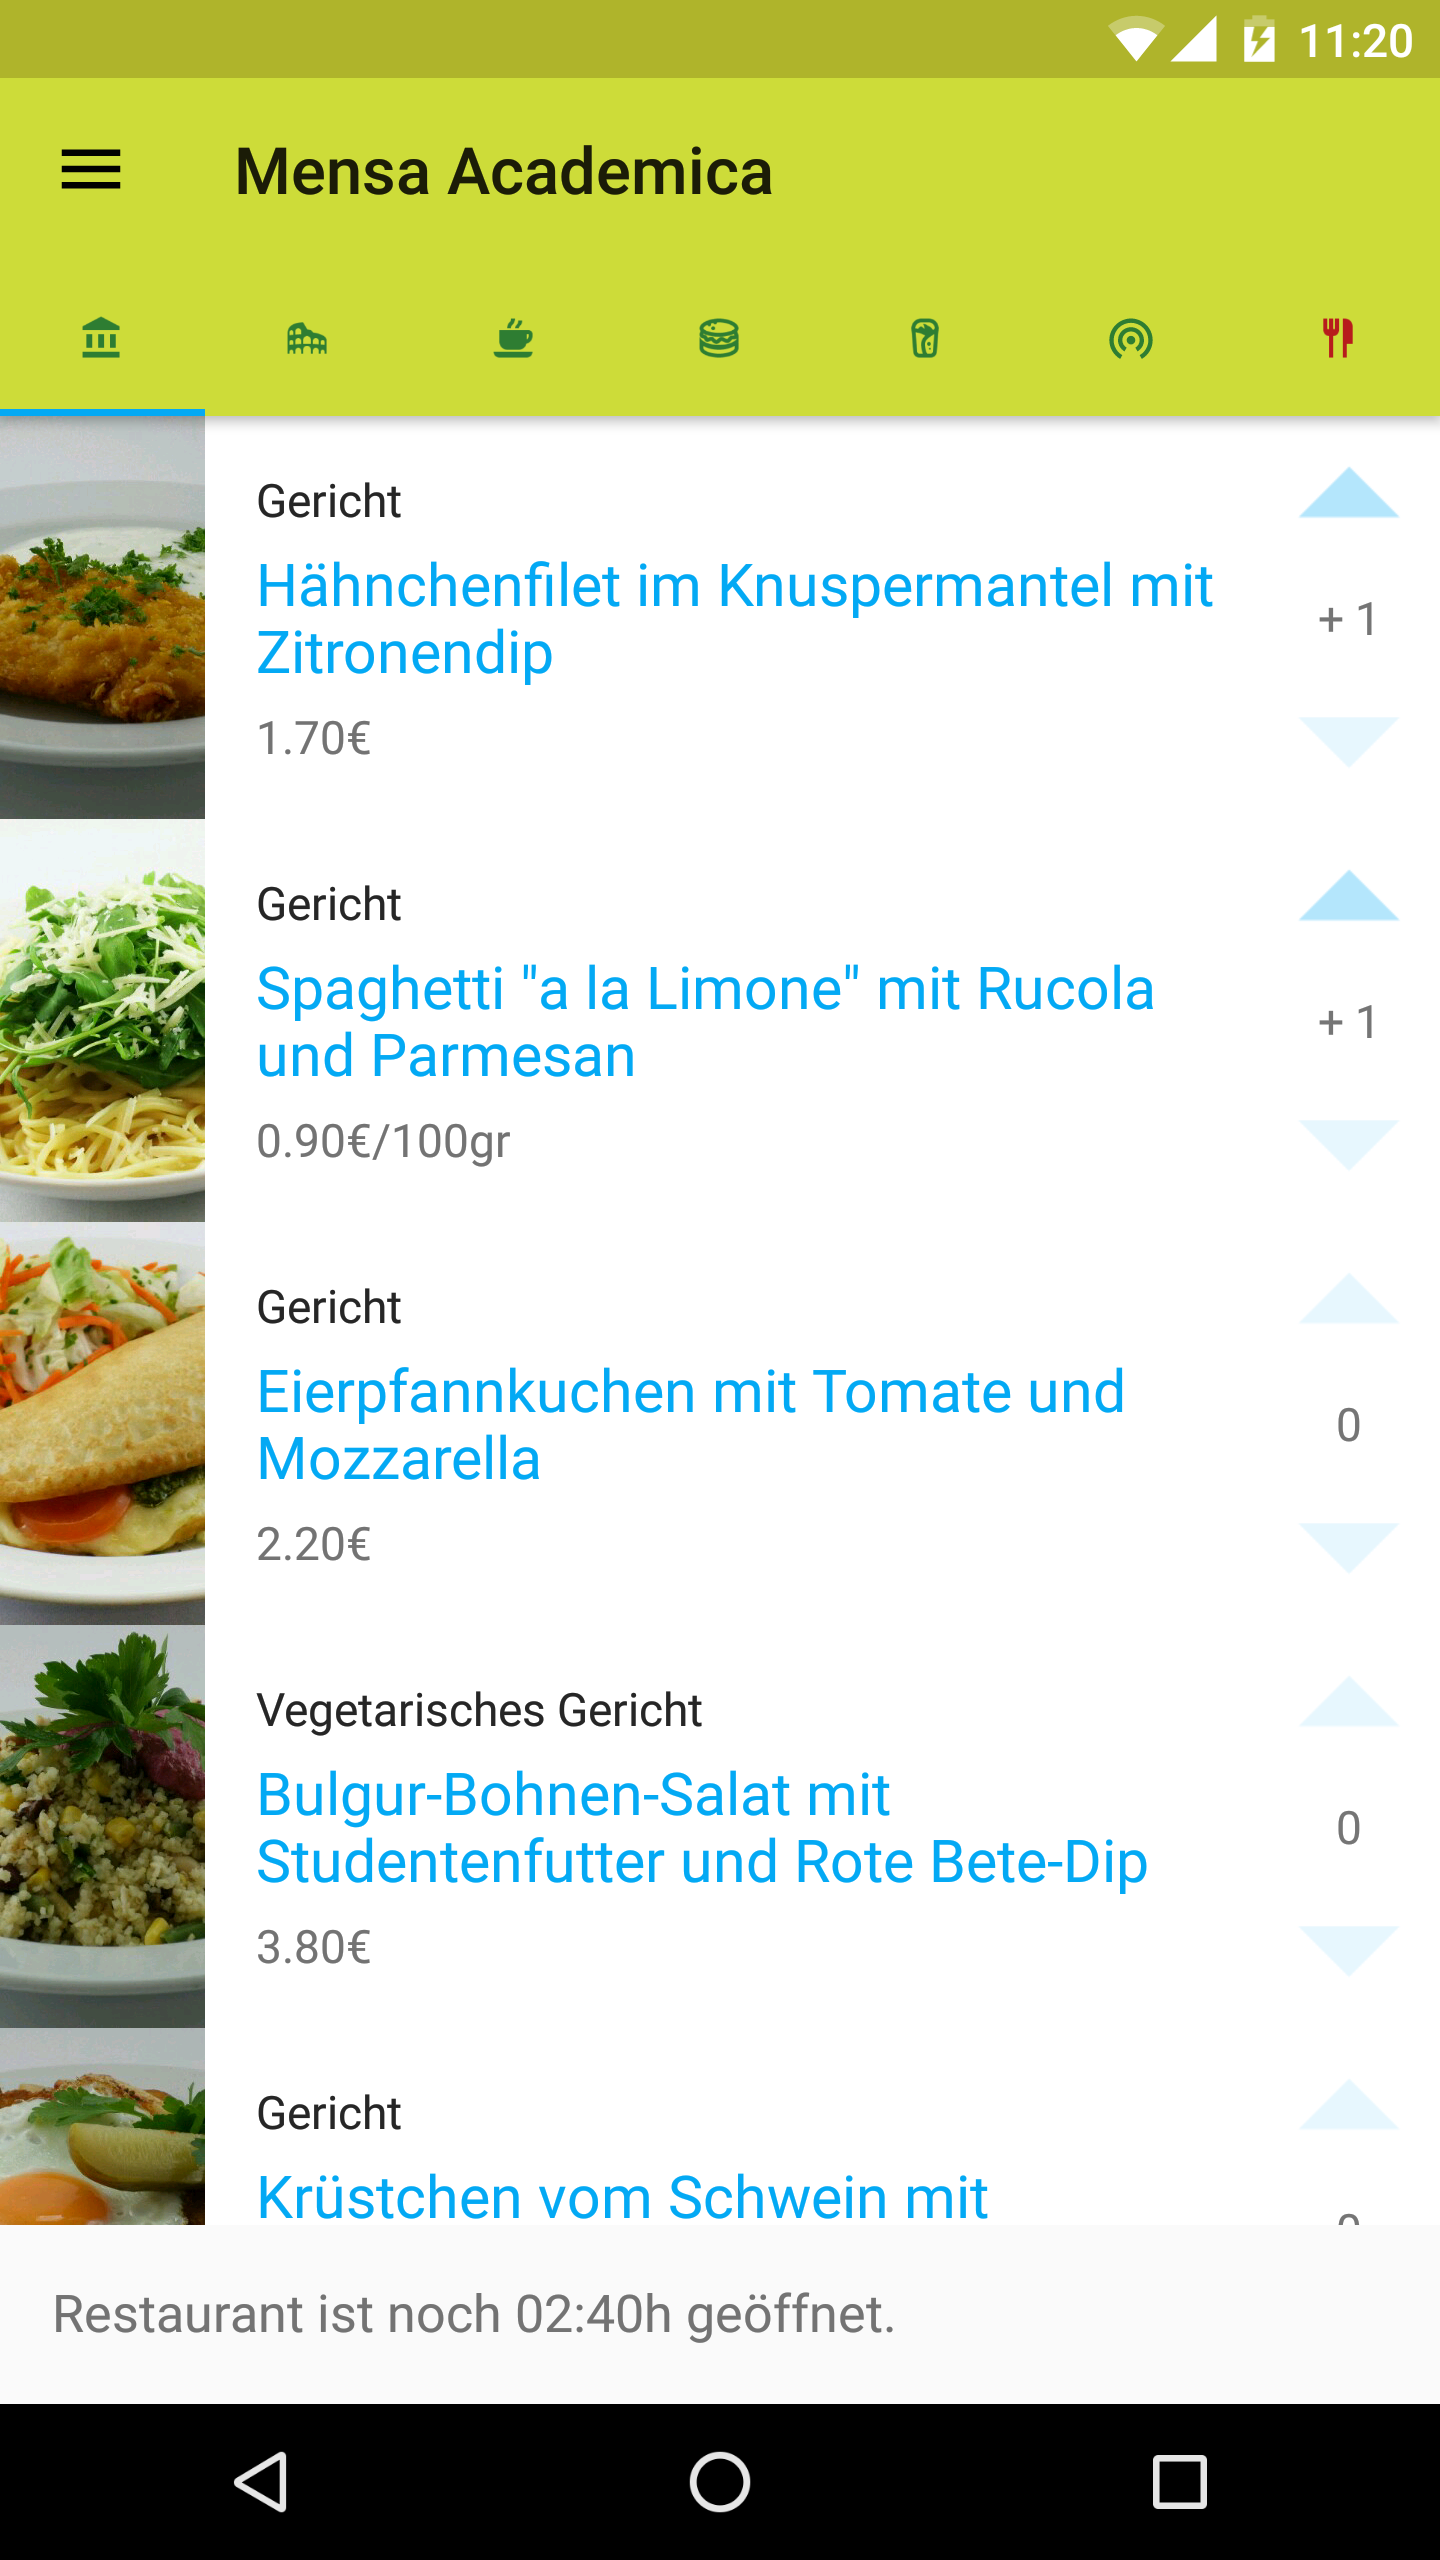 11:20
Mensa Academica
Gericht
Hähnchenfilet im Knuspermantel mit
Zitronendip
1.70€
+ 1
Gericht
Spaghetti "a la Limone" mit Rucola
und Parmesan
0.90€/100gr
+ 1
Gericht
Eierpfannkuchen mit Tomate und
Mozzarella
2.20€
0
Vegetarisches Gericht
Bulgur-Bohnen-Salat mit
Studentenfutter und Rote Bete-Dip
3.80€
0
Gericht
Krüstchen vom Schwein mit
Restaurant ist noch 02:40h geöffnet.